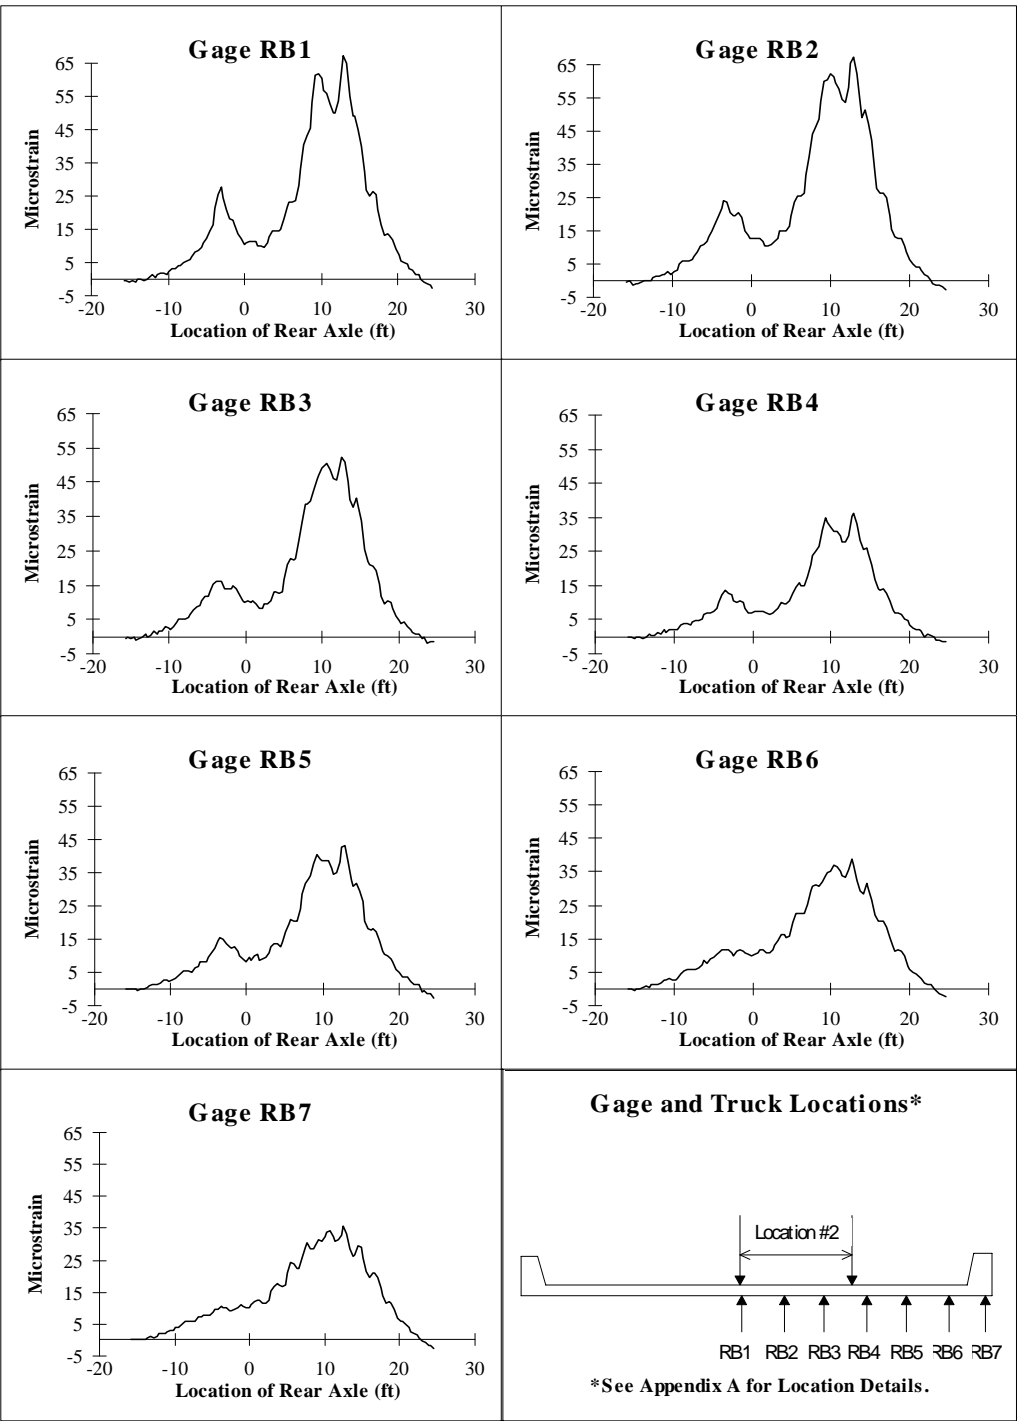 Gage RB1
Microstrain
65
55
45
35
25
15
5
-5
-20 -10 0 10 20 30
Location of Rear Axle (ft)
Gage RB2
Microstrain
65
55
45
35
25
15
5
-5
-20 -10 0 10 20 30
Location of Rear Axle (ft)
Gage RB3
Microstrain
65
55
45
35
25
15
5
-5
-20 -10 0 10 20 30
Location of Rear Axle (ft)
Gage RB4
Microstrain
65
55
45
35
25
15
5
-5
-20 -10 0 10 20 30
Location of Rear Axle (ft)
Gage RB5
Microstrain
65
55
45
35
25
15
5
-5
-20 -10 0 10 20 30
Location of Rear Axle (ft)
Gage RB6
Microstrain
65
55
45
35
25
15
5
-5
-20 -10 0 10 20 30
Location of Rear Axle (ft)
Gage RB7
Microstrain
65
55
45
35
25
15
5
-5
-20 -10 0 10 20 30
Location of Rear Axle (ft)
Gage and Truck Locations*
Location #2
RB1 RB2 RB3 RB4 RB5 RB6 RB7
*See Appendix A for Location Details.